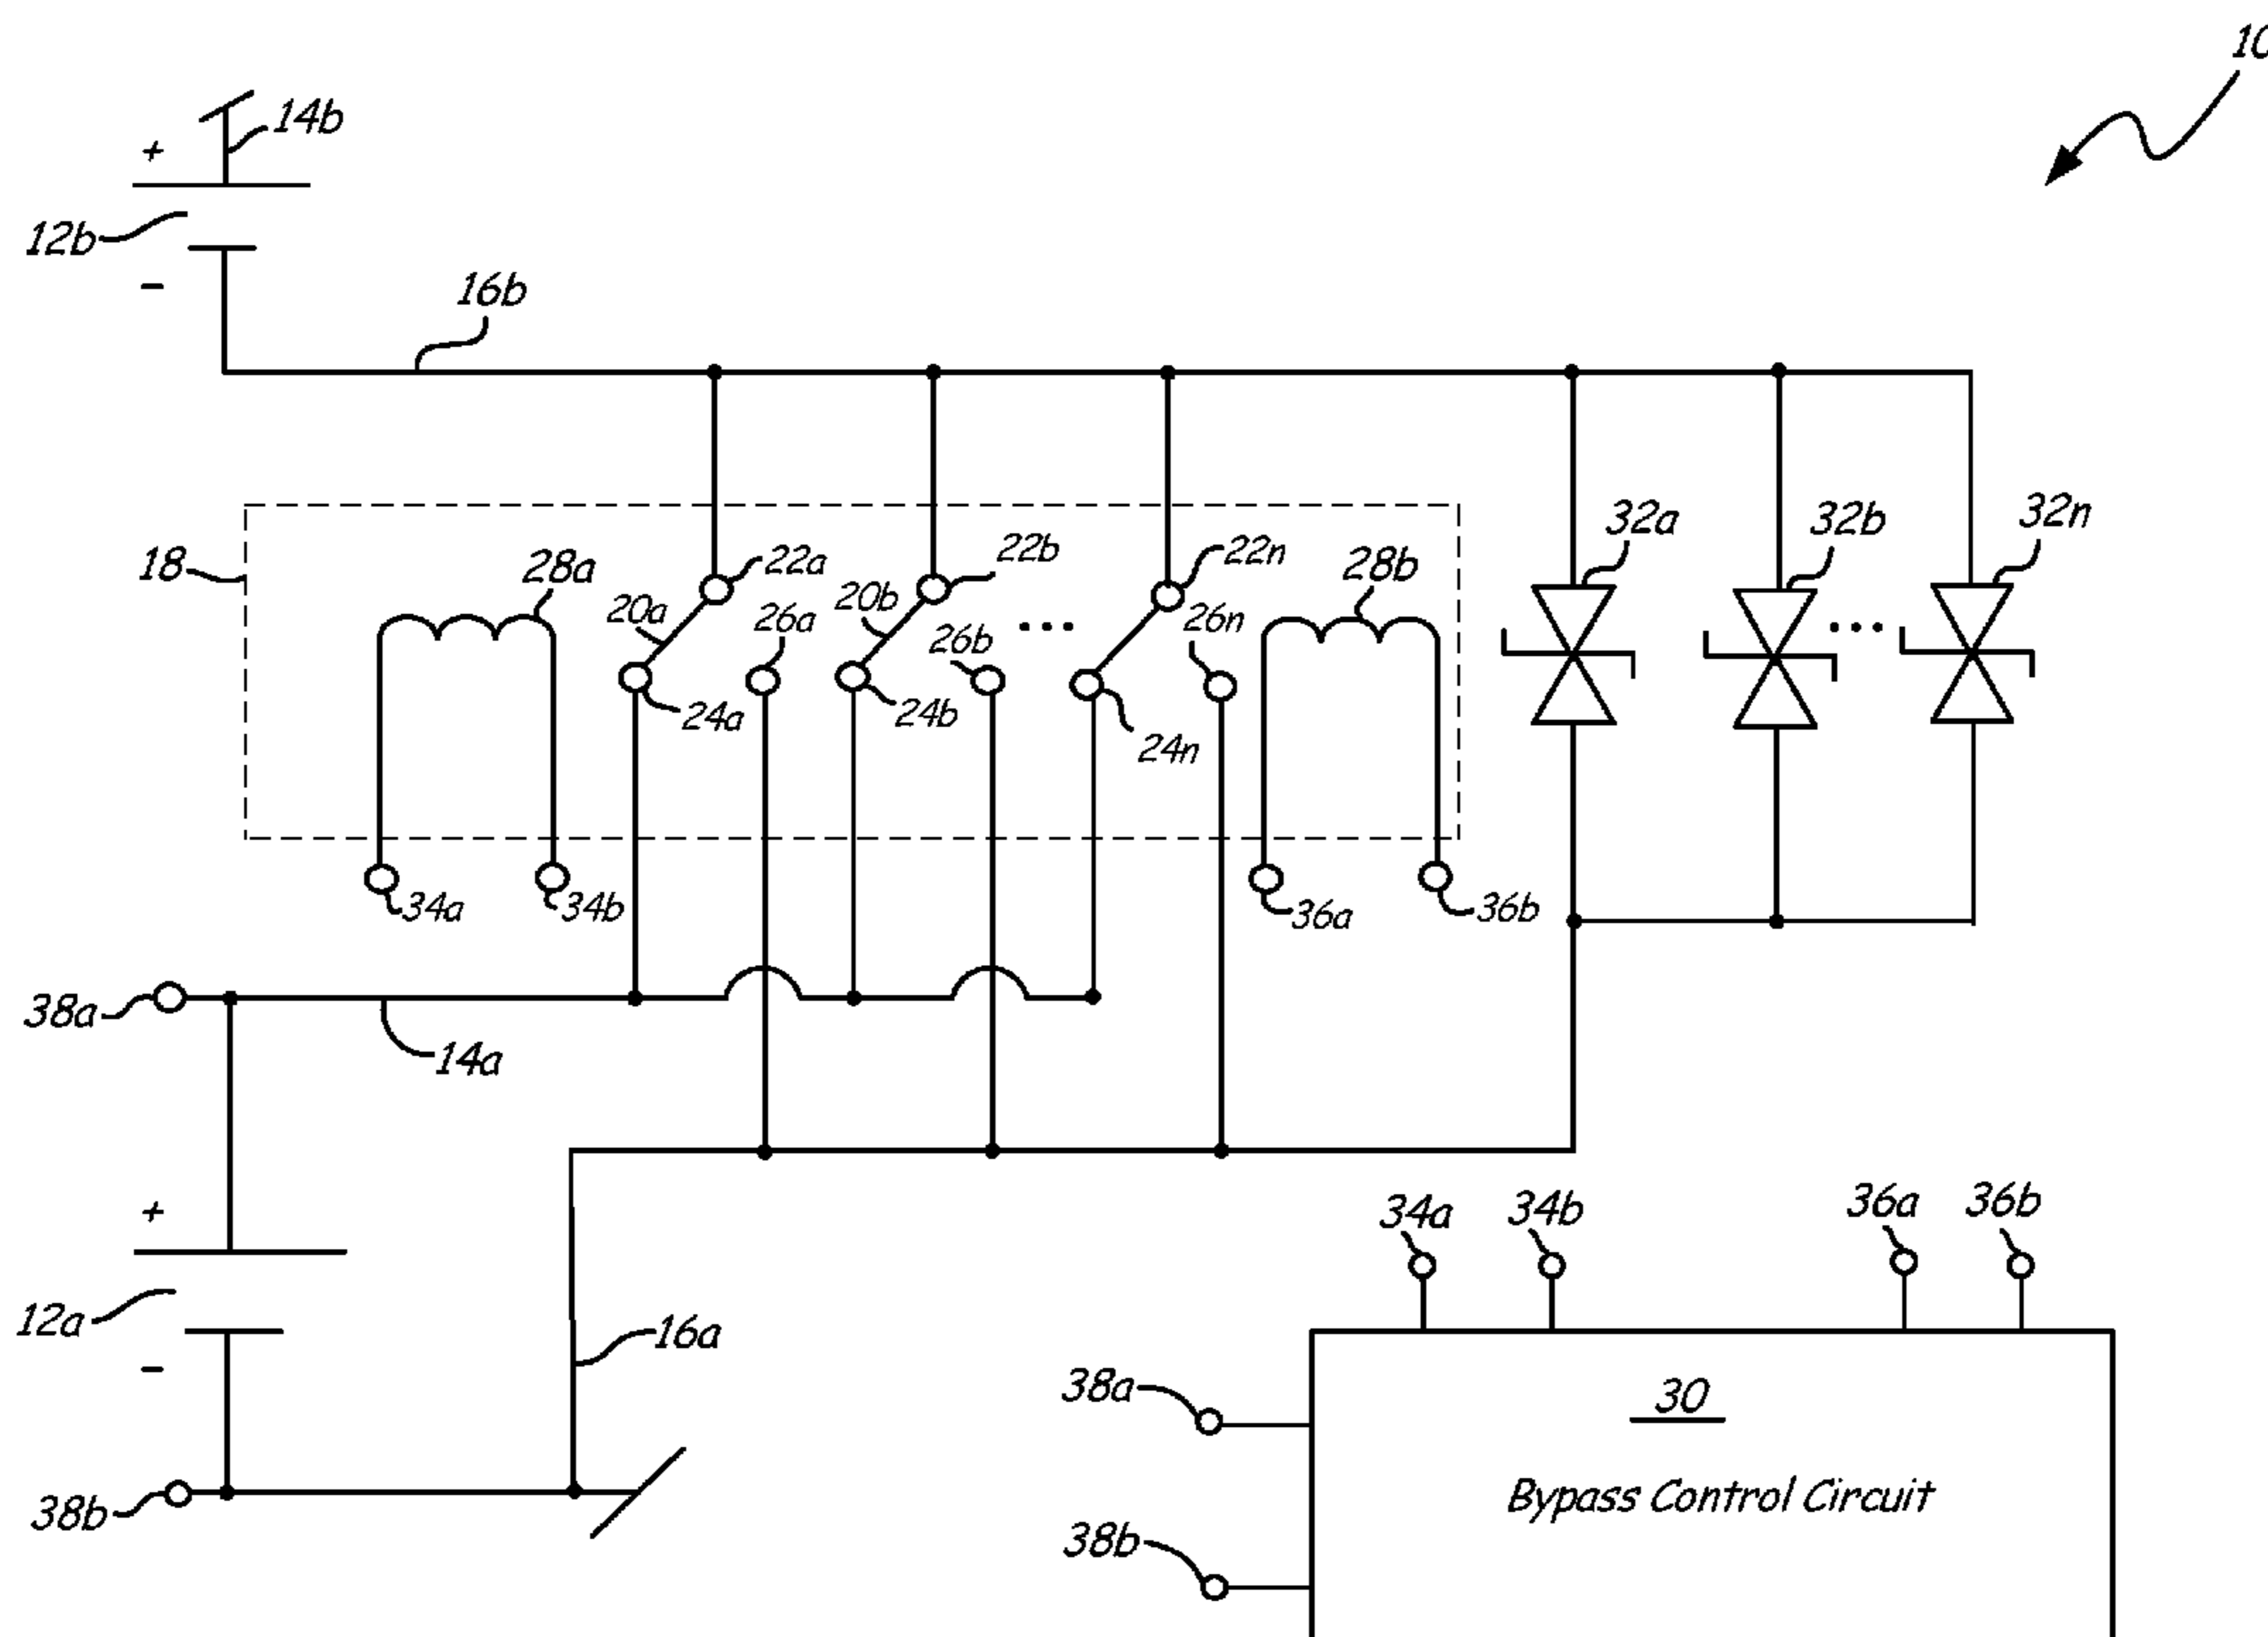 10
14b
+
12b
-
16b
18
28a
20a
22a
26a
20b
22b
26b
...
22n
26n
28b
32a
32b
...
32n
24a
24b
24n
34a
34b
36a
36b
38a
14a
+
12a
-
16a
38b
34a
34b
36a
36b
38a
30
Bypass Control Circuit
38b